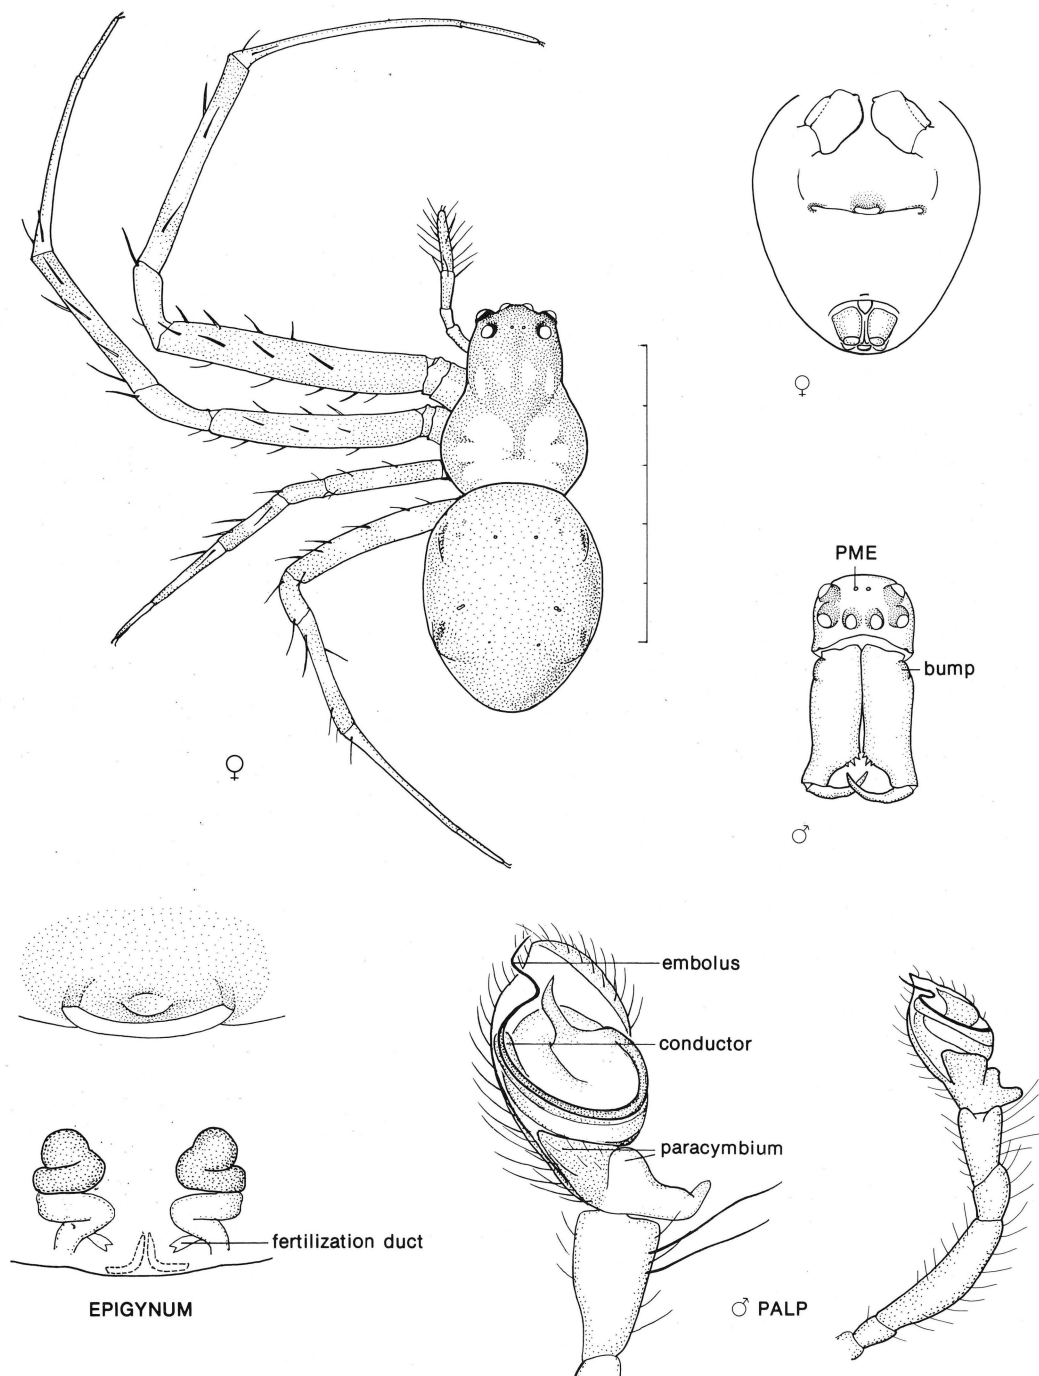 ♀
PME
bump
♀
♂
embolus
conductor
paracymbium
fertilization duct
EPIGYNUM
♂ PALP